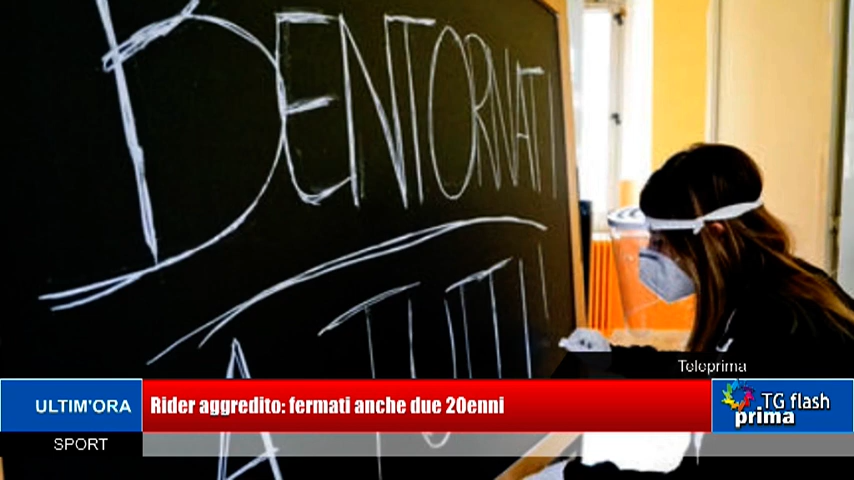 BENTORNATI
A TUTTI
Teleprima
ULTIM'ORA
Rider aggredito: fermati anche due 20enni
TG flash
prima
SPORT